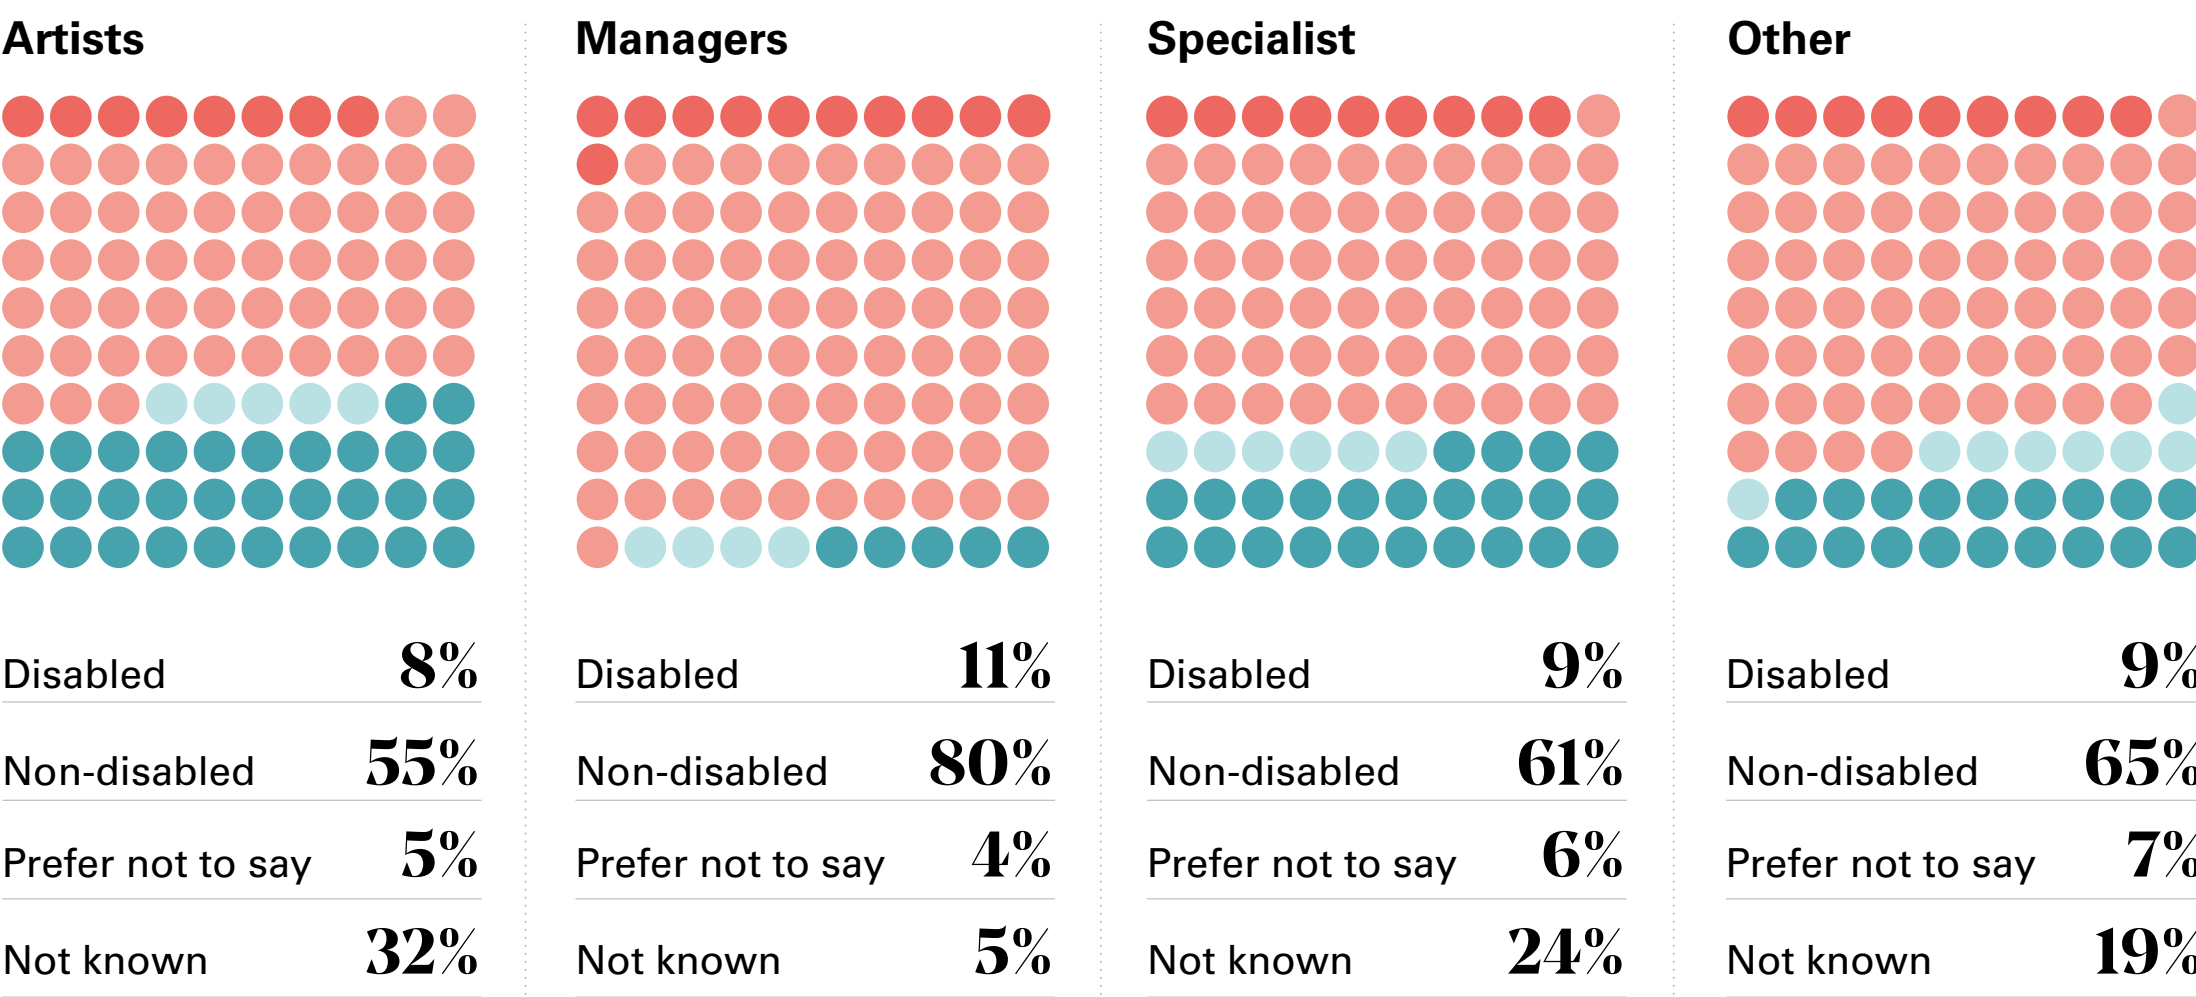 Artists
Disabled 8%
Non-disabled 55%
Prefer not to say 5%
Not known 32%
Managers
Disabled 11%
Non-disabled 80%
Prefer not to say 4%
Not known 5%
Specialist
Disabled 9%
Non-disabled 61%
Prefer not to say 6%
Not known 24%
Other
Disabled 9%
Non-disabled 65%
Prefer not to say 7%
Not known 19%